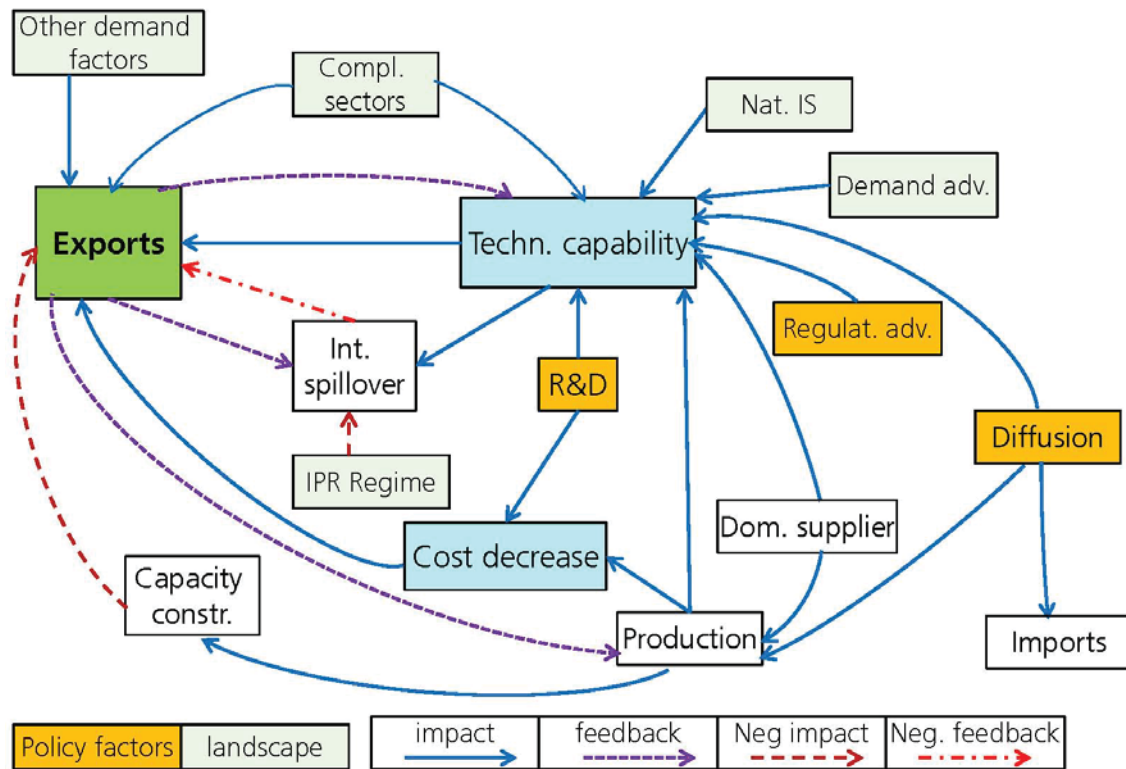 Other demand
factors
Compl.
sectors
Nat. IS
Demand adv.
Exports
Techn. capability
Regulat. adv.
Int.
spillover
R&D
Diffusion
IPR Regime
Dom. supplier
Cost decrease
Capacity
constr.
Production
Imports
Policy factors
landscape
impact
feedback
Neg impact
Neg. feedback